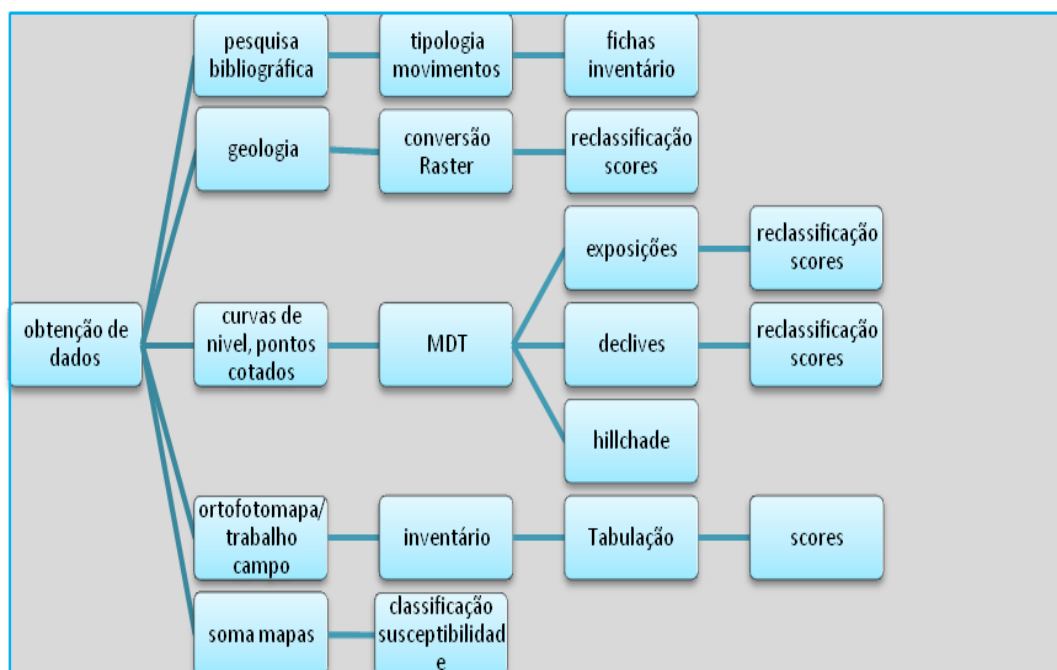 pesquisa
bibliográfica
tipologia
movimentos
fichas
inventário
geologia
conversão
Raster
reclassificação
scores
exposições
reclassificação
scores
obtenção de
dados
curvas de
nivel, pontos
cotados
MDT
declives
reclassificação
scores
hillchade
ortofotomapa/
trabalho
campo
inventário
Tabulação
scores
soma mapas
classificação
susceptibilidad
e